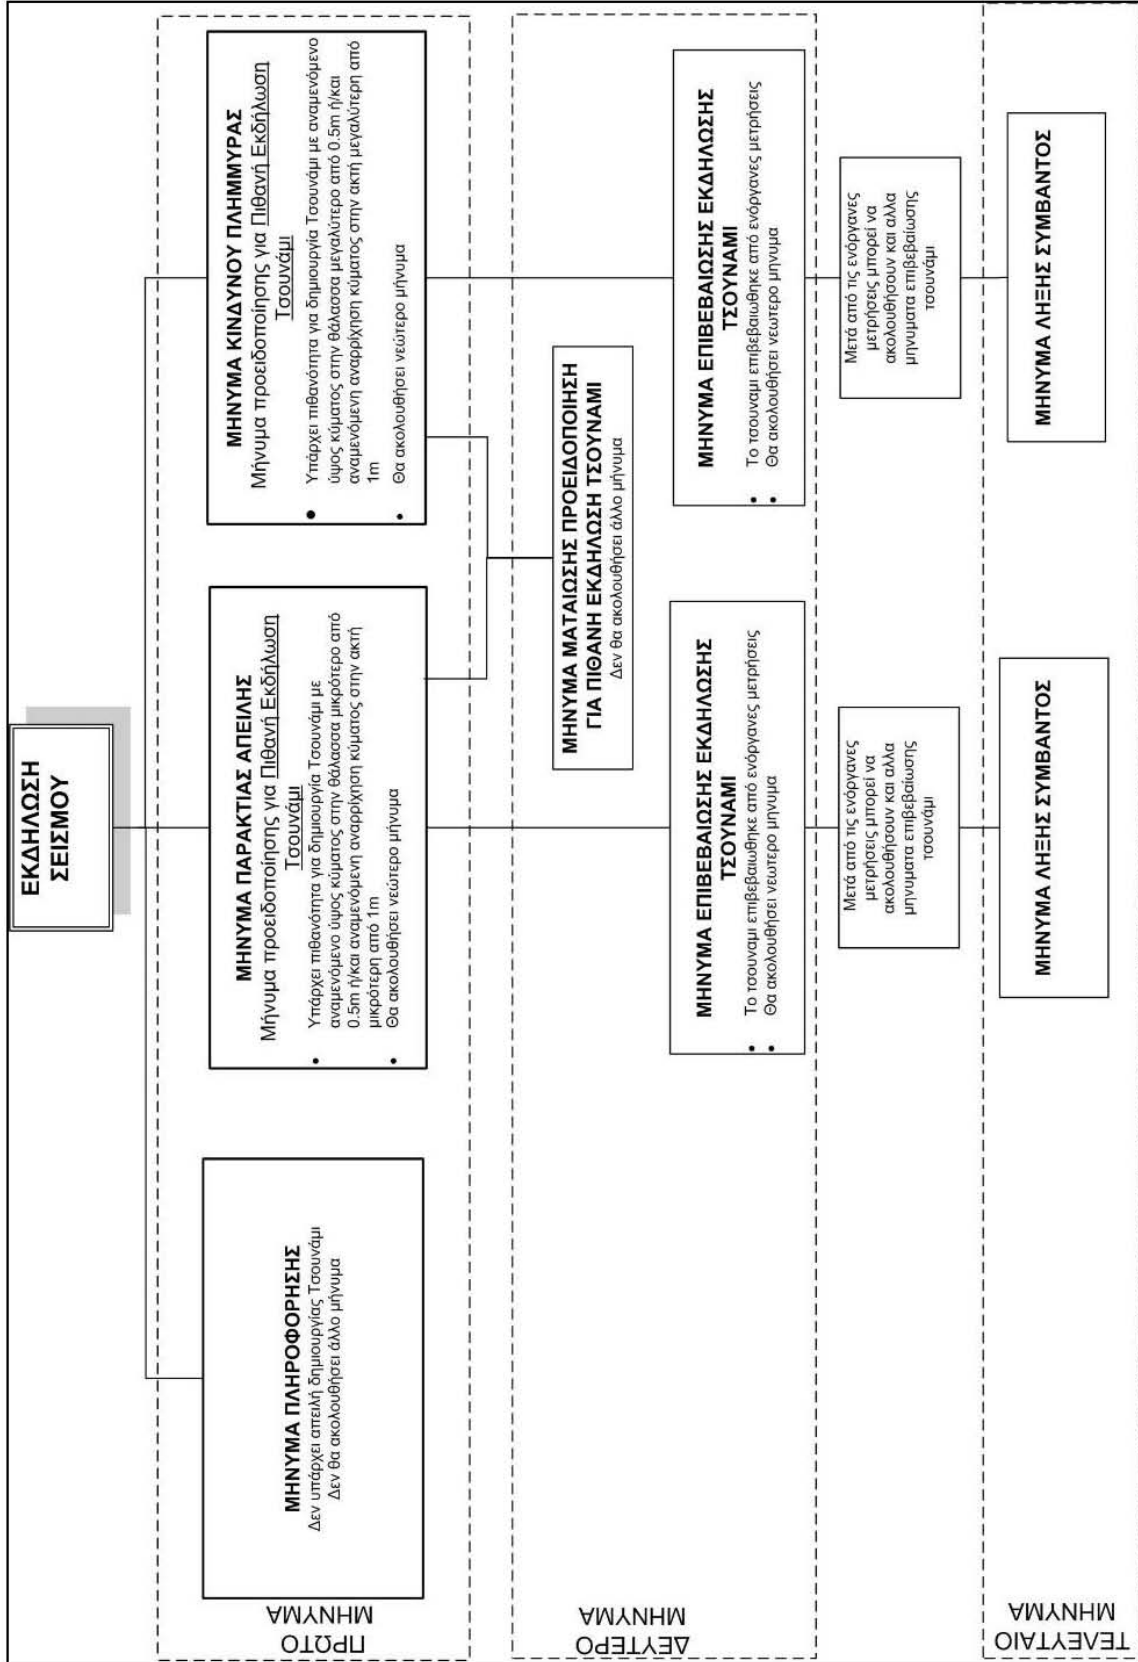 ΕΚΔΗΛΩΣΗ
ΣΕΙΣΜΟΥ
ΠΡΩΤΟ
ΜΗΝΥΜΑ
ΜΗΝΥΜΑ ΠΛΗΡΟΦΟΡΗΣΗΣ
Δεν υπάρχει απειλή δημιουργίας Τσουνάμι
Δεν θα ακολουθήσει άλλο μήνυμα
ΜΗΝΥΜΑ ΠΑΡΑΚΤΙΑΣ ΑΠΕΙΛΗΣ
Μήνυμα προειδοποίησης για Πιθανή Εκδήλωση
Τσουνάμι
• Υπάρχει πιθανότητα για δημιουργία Τσουνάμι με
αναμενόμενο ύψος κύματος στην θάλασσα μικρότερο από
0.5m ή/και αναμενόμενη αναρρίχηση κύματος στην ακτή
μικρότερη από 1m
• Θα ακολουθήσει νεώτερο μήνυμα
ΜΗΝΥΜΑ ΚΙΝΔΥΝΟΥ ΠΛΗΜΜΥΡΑΣ
Μήνυμα προειδοποίησης για Πιθανή Εκδήλωση
Τσουνάμι
• Υπάρχει πιθανότητα για δημιουργία Τσουνάμι με αναμενόμενο
ύψος κύματος στην θάλασσα μεγαλύτερο από 0.5m ή/και
αναμενόμενη αναρρίχηση κύματος στην ακτή μεγαλύτερη από
1m
• Θα ακολουθήσει νεώτερο μήνυμα
ΔΕΥΤΕΡΟ
ΜΗΝΥΜΑ
ΜΗΝΥΜΑ ΜΑΤΑΙΩΣΗΣ ΠΡΟΕΙΔΟΠΟΙΗΣΗ
ΓΙΑ ΠΙΘΑΝΗ ΕΚΔΗΛΩΣΗ ΤΣΟΥΝΑΜΙ
Δεν θα ακολουθήσει άλλο μήνυμα
ΜΗΝΥΜΑ ΕΠΙΒΕΒΑΙΩΣΗΣ ΕΚΔΗΛΩΣΗΣ
ΤΣΟΥΝΑΜΙ
• Το τσουναμι επιβεβαιωθηκε από ενόργανες μετρήσεις
• Θα ακολουθήσει νεωτερο μήνυμα
ΜΗΝΥΜΑ ΕΠΙΒΕΒΑΙΩΣΗΣ ΕΚΔΗΛΩΣΗΣ
ΤΣΟΥΝΑΜΙ
• Το τσουναμι επιβεβαιωθηκε από ενόργανες μετρήσεις
• Θα ακολουθήσει νεωτερο μήνυμα
Μετά από τις ενόργανες
μετρήσεις μπορεί να
ακολουθήσουν και αλλα
μηνυματα επιβεβαίωσης
τσουνάμι
Μετά από τις ενόργανες
μετρήσεις μπορεί να
ακολουθήσουν και αλλα
μηνυματα επιβεβαίωσης
τσουνάμι
ΤΕΛΕΥΤΑΙΟ
ΜΗΝΥΜΑ
ΜΗΝΥΜΑ ΛΗΞΗΣ ΣΥΜΒΑΝΤΟΣ
ΜΗΝΥΜΑ ΛΗΞΗΣ ΣΥΜΒΑΝΤΟΣ